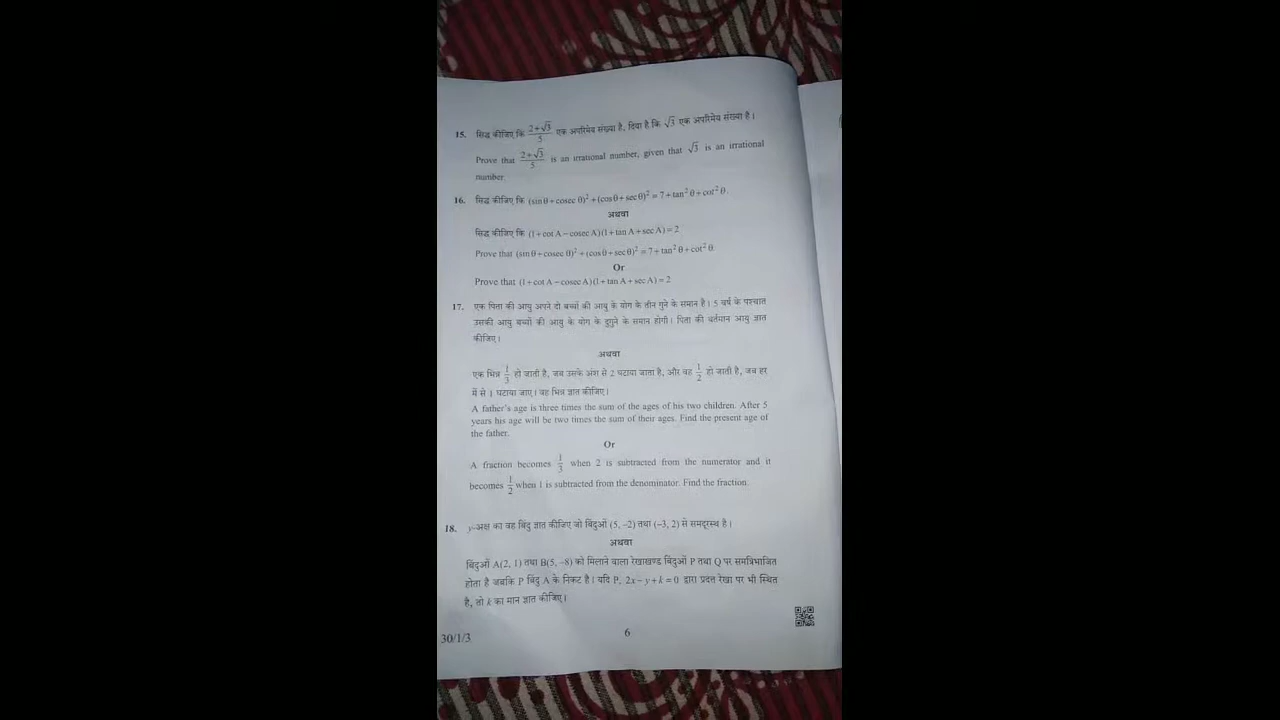 15. सिद्ध कीजिए कि (2+√3)/5 एक अपरिमेय संख्या है, दिया है कि √3 एक अपरिमेय संख्या है।
Prove that (2+√3)/5 is an irrational number, given that √3 is an irrational
number.
16. सिद्ध कीजिए कि (sin θ + cosec θ)² + (cos θ + sec θ)² = 7 + tan² θ + cot² θ.
अथवा
सिद्ध कीजिए कि (1 + cot A – cosec A) (1 + tan A + sec A) = 2
Prove that (sin θ + cosec θ)² + (cos θ + sec θ)² = 7 + tan² θ + cot² θ.
Or
Prove that (1 + cot A – cosec A) (1 + tan A + sec A) = 2
17. एक पिता की आयु अपने दो बच्चों की आयु के योग के तीन गुने के समान है। 5 वर्ष के पश्चात
उसकी आयु बच्चों की आयु के योग के दुगुने के समान होगी। पिता की वर्तमान आयु ज्ञात
कीजिए।
अथवा
एक भिन्न 1/3 हो जाती है, जब उसके अंश से 2 घटाया जाता है, और वह 1/2 हो जाती है, जब हर
में से 1 घटाया जाए। वह भिन्न ज्ञात कीजिए।
A father's age is three times the sum of the ages of his two children. After 5
years his age will be two times the sum of their ages. Find the present age of
the father.
Or
A fraction becomes 1/3 when 2 is subtracted from the numerator and it
becomes 1/2 when 1 is subtracted from the denominator. Find the fraction.
18. y-अक्ष का वह बिंदु ज्ञात कीजिए जो बिंदुओं (5, –2) तथा (–3, 2) से समदूरस्थ है।
अथवा
बिंदुओं A(2, 1) तथा B(5, –8) को मिलाने वाला रेखाखण्ड बिंदुओं P तथा Q पर समत्रिभाजित
होता है जबकि P बिंदु A के निकट है। यदि P, 2x – y + k = 0 द्वारा प्रदत्त रेखा पर भी स्थित
है, तो k का मान ज्ञात कीजिए।
30/1/3
6